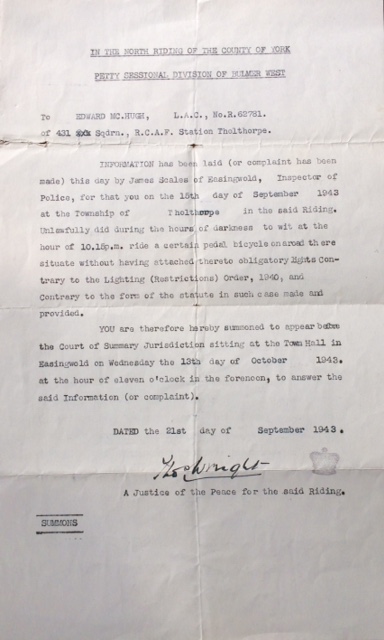 IN THE NORTH RIDING OF THE COUNTY OF YORK
PETTY SESSIONAL DIVISION OF BULMER WEST
To EDWARD MC.HUGH, L.A.C., No.R.62781.
of 431 Sqdrn., R.C.A.F. Station Tholthorpe.
INFORMATION has been laid (or complaint has been
made) this day by James Scales of Easingwold, Inspector of
Police, for that you on the 15th day of September 1943
at the Township of Tholthorpe in the said Riding.
Unlawfully did during the hours of darkness to wit at the
hour of 10.15p.m. ride a certain pedal bicycle on aroad there
situate without having attached thereto obligatory lights Con-
trary to the Lighting (Restrictions) Order, 1940, and
Contrary to the form of the statute in such case made and
provided.
YOU are therefore hereby summoned to appear before
the Court of Summary Jurisdiction sitting at the Town Hall in
Easingwold on Wednesday the 13th day of October 1943.
at the hour of eleven o'clock in the forenoon, to answer the
said Information (or complaint).
DATED the 21st day of September 1943.
Wright
A Justice of the Peace for the said Riding.
SUMMONS